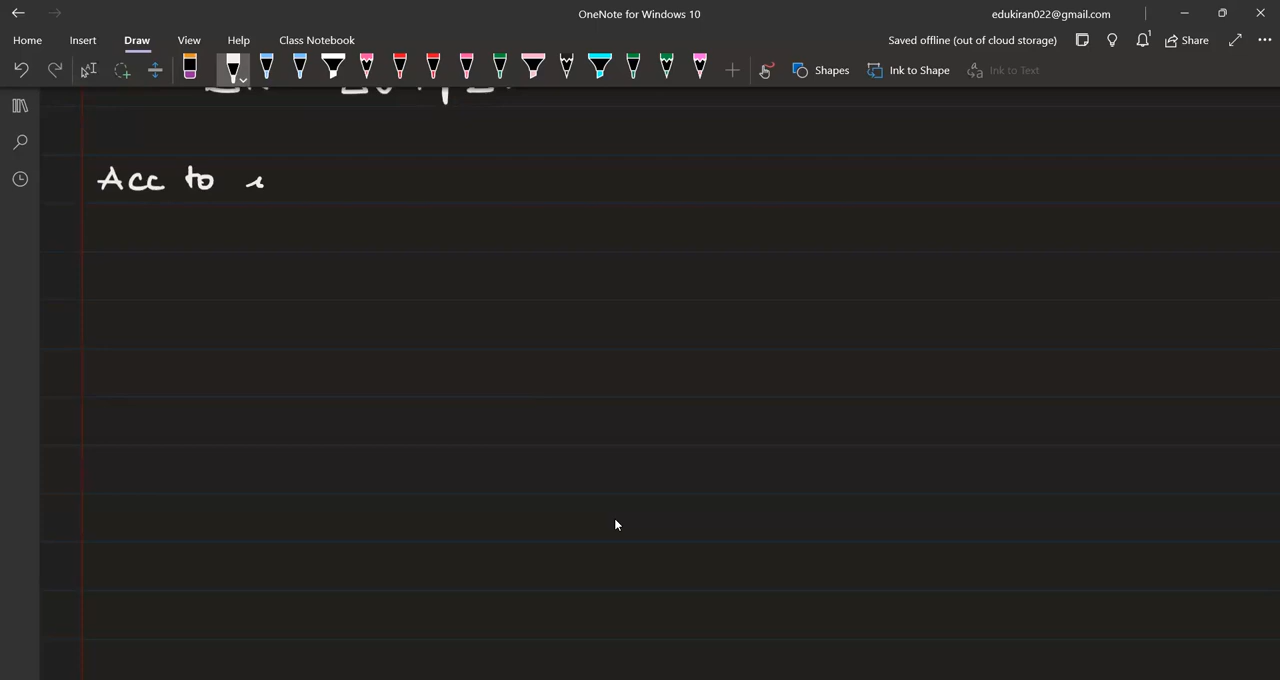 OneNote for Windows 10
edukiran022@gmail.com
Home Insert Draw View Help Class Notebook
Saved offline (out of cloud storage) Share
Shapes Ink to Shape Ink to Text
Acc to i